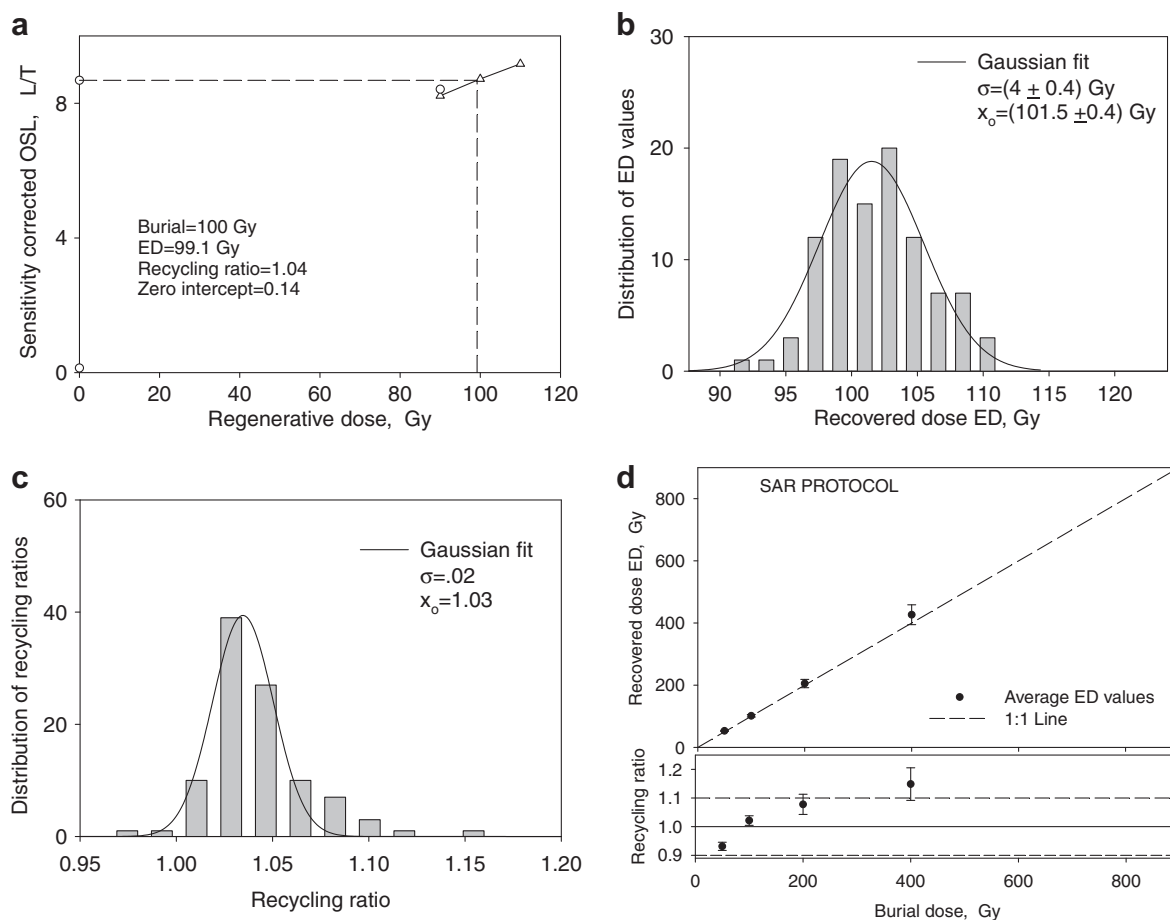 a
Sensitivity corrected OSL, L/T
8
4
0
Burial=100 Gy
ED=99.1 Gy
Recycling ratio=1.04
Zero intercept=0.14
0 20 40 60 80 100 120
Regenerative dose, Gy
b
Distribution of ED values
30
20
10
0
Gaussian fit
σ=(4 ± 0.4) Gy
xo=(101.5 ±0.4) Gy
90 95 100 105 110 115 120
Recovered dose ED, Gy
c
Distribution of recycling ratios
60
40
20
0
Gaussian fit
σ=.02
xo=1.03
0.95 1.00 1.05 1.10 1.15 1.20
Recycling ratio
d
Recovered dose ED, Gy
800
600
400
200
0
SAR PROTOCOL
Average ED values
1:1 Line
Recycling ratio
1.2
1.1
1.0
0.9
0 200 400 600 800
Burial dose, Gy